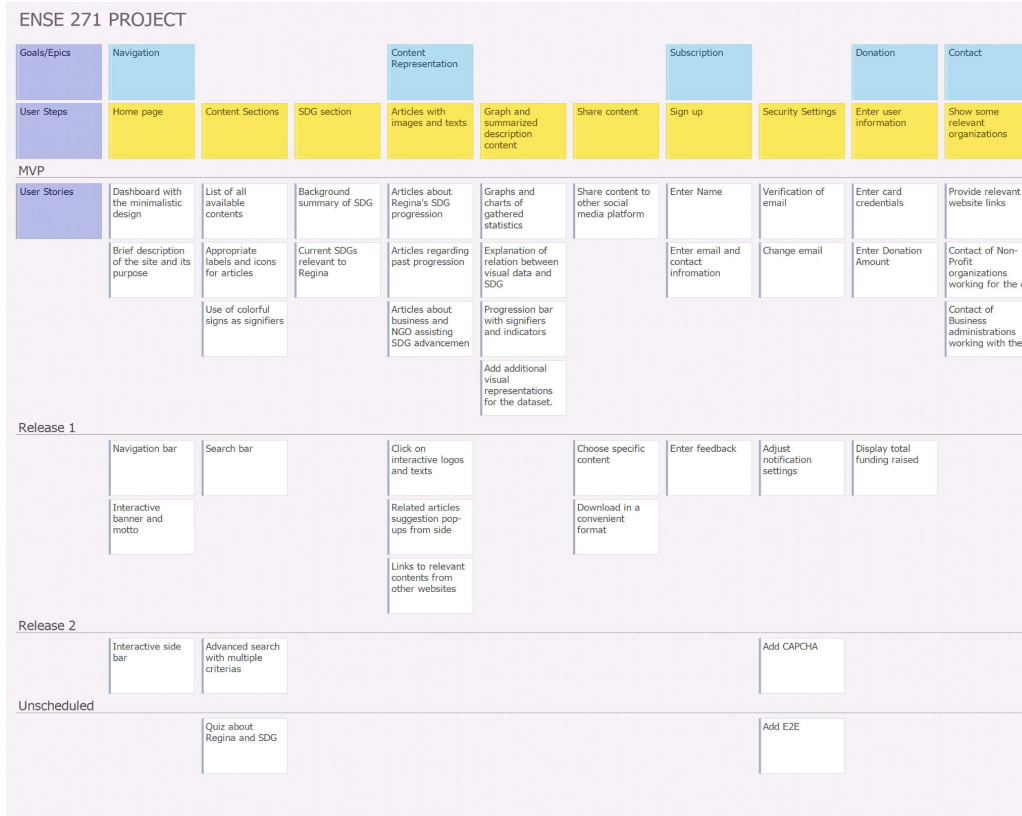 ENSE 271 PROJECT
Goals/Epics
Navigation
Content
Representation
Subscription
Donation
Contact
User Steps
Home page
Content Sections
SDG section
Articles with
images and texts
Graph and
summarized
description
content
Share content
Sign up
Security Settings
Enter user
information
Show some
relevant
organizations
MVP
User Stories
Dashboard with
the minimalistic
design
List of all
available
contents
Background
summary of SDG
Articles about
Regina's SDG
progression
Graphs and
charts of
gathered
statistics
Share content to
other social
media platform
Enter Name
Verification of
email
Enter card
credentials
Provide relevant
website links
Brief description
of the site and its
purpose
Appropriate
labels and icons
for articles
Current SDGs
relevant to
Regina
Articles regarding
past progression
Explanation of
relation between
visual data and
SDG
Enter email and
contact
infromation
Change email
Enter Donation
Amount
Contact of Non-
Profit
organizations
working for the
Use of colorful
signs as signifiers
Articles about
business and
NGO assisting
SDG advancemen
Progression bar
with signifiers
and indicators
Contact of
Business
administrations
working with the
Add additional
visual
representations
for the dataset.
Release 1
Navigation bar
Search bar
Click on
interactive logos
and texts
Choose specific
content
Enter feedback
Adjust
notification
settings
Display total
funding raised
Interactive
banner and
motto
Related articles
suggestion pop-
ups from side
Download in a
convenient
format
Links to relevant
contents from
other websites
Release 2
Interactive side
bar
Advanced search
with multiple
criterias
Add CAPCHA
Unscheduled
Quiz about
Regina and SDG
Add E2E